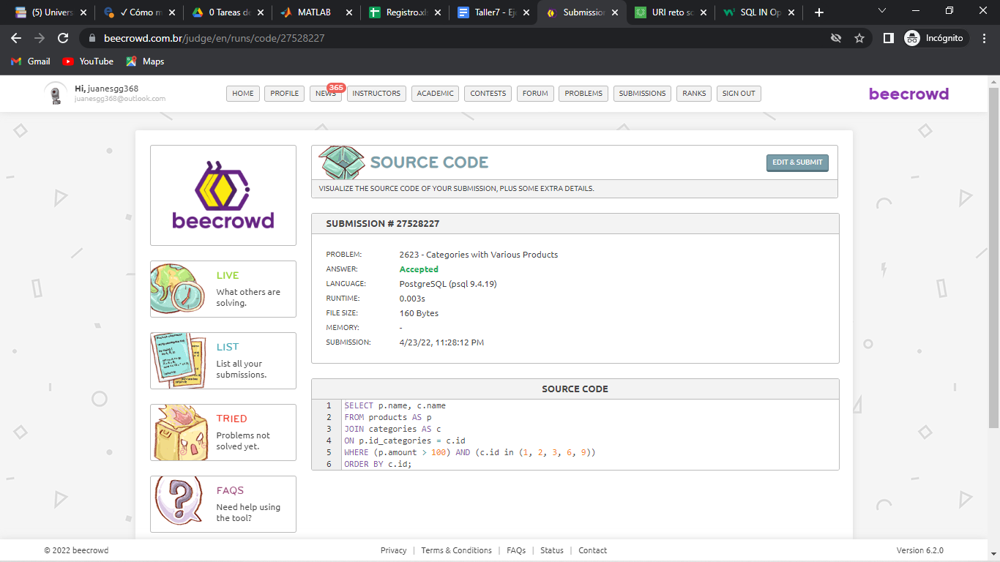 (5) Univers
✓ Cómo m
0 Tareas de
MATLAB
Registro.xls
Taller7 - Eje
Submission
URI reto so
SQL IN Op
beecrowd.com.br/judge/en/runs/code/27528227
Incógnito
Gmail
YouTube
Maps
Hi, juanesgg368
juanesgg368@outlook.com
HOME
PROFILE
NEWS
365
INSTRUCTORS
ACADEMIC
CONTESTS
FORUM
PROBLEMS
SUBMISSIONS
RANKS
SIGN OUT
beecrowd
beecrowd
LIVE
What others are
solving.
LIST
List all your
submissions.
TRIED
Problems not
solved yet.
FAQS
Need help using
the tool?
SOURCE CODE
EDIT & SUBMIT
VISUALIZE THE SOURCE CODE OF YOUR SUBMISSION, PLUS SOME EXTRA DETAILS.
SUBMISSION # 27528227
PROBLEM: 2623 - Categories with Various Products
ANSWER: Accepted
LANGUAGE: PostgreSQL (psql 9.4.19)
RUNTIME: 0.003s
FILE SIZE: 160 Bytes
MEMORY: -
SUBMISSION: 4/23/22, 11:28:12 PM
SOURCE CODE
1 SELECT p.name, c.name
2 FROM products AS p
3 JOIN categories AS c
4 ON p.id_categories = c.id
5 WHERE (p.amount > 100) AND (c.id in (1, 2, 3, 6, 9))
6 ORDER BY c.id;
© 2022 beecrowd
Privacy | Terms & Conditions | FAQs | Status | Contact
Version 6.2.0